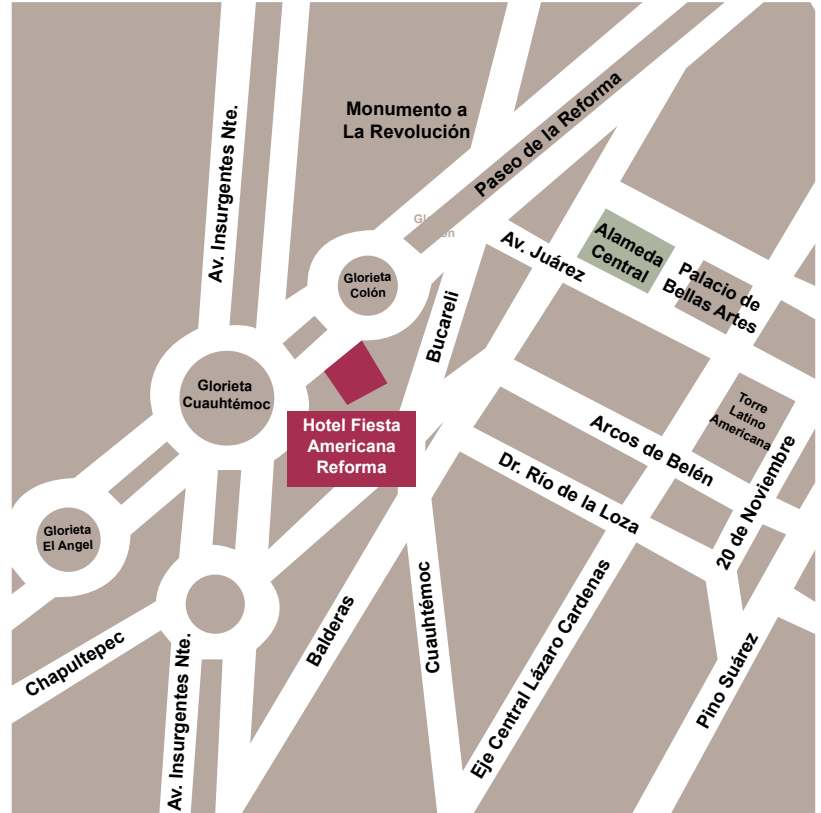 Av. Insurgentes Nte.
Monumento a
La Revolución
Paseo de la Reforma
Glorieta
Colón
Av. Juárez
Alameda
Central
Palacio de
Bellas Artes
Bucareli
Glorieta
Cuauhtémoc
Hotel Fiesta
Americana
Reforma
Torre
Latino
Americana
Arcos de Belén
Dr. Río de la Loza
20 de Noviembre
Glorieta
El Angel
Chapultepec
Av. Insurgentes Nte.
Balderas
Cuauhtémoc
Eje Central Lázaro Cardenas
Pino Suárez